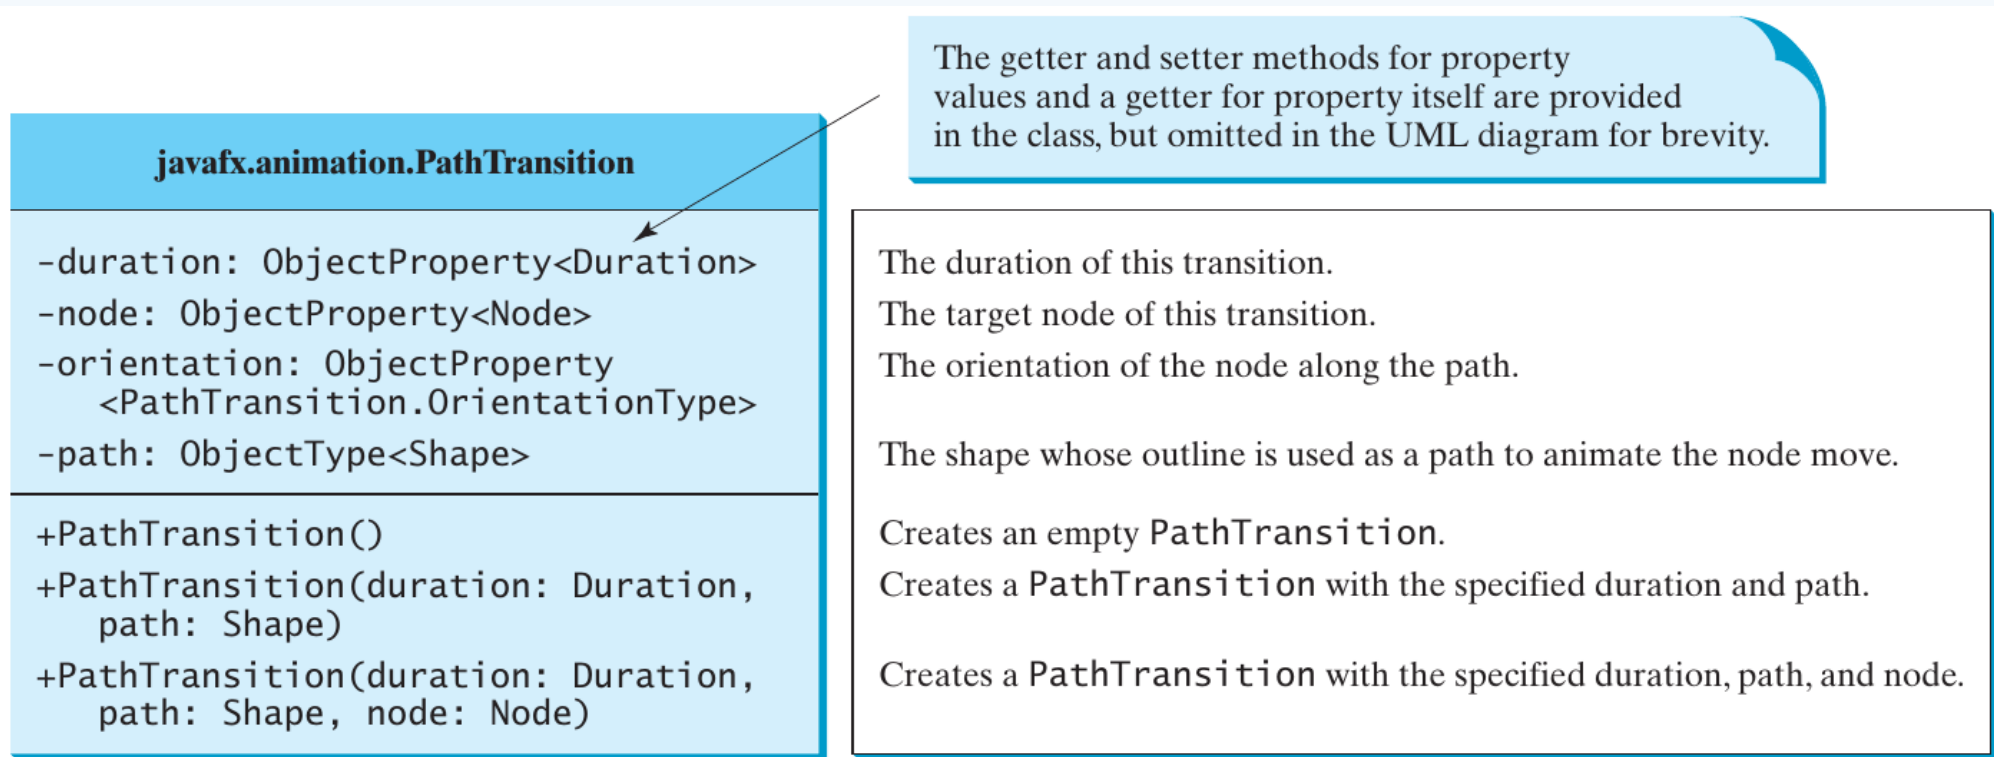 The getter and setter methods for property
values and a getter for property itself are provided
in the class, but omitted in the UML diagram for brevity.
javafx.animation.PathTransition
-duration: ObjectProperty<Duration>
-node: ObjectProperty<Node>
-orientation: ObjectProperty
<PathTransition.OrientationType>
-path: ObjectType<Shape>
+PathTransition()
+PathTransition(duration: Duration,
path: Shape)
+PathTransition(duration: Duration,
path: Shape, node: Node)
The duration of this transition.
The target node of this transition.
The orientation of the node along the path.
The shape whose outline is used as a path to animate the node move.
Creates an empty PathTransition.
Creates a PathTransition with the specified duration and path.
Creates a PathTransition with the specified duration, path, and node.